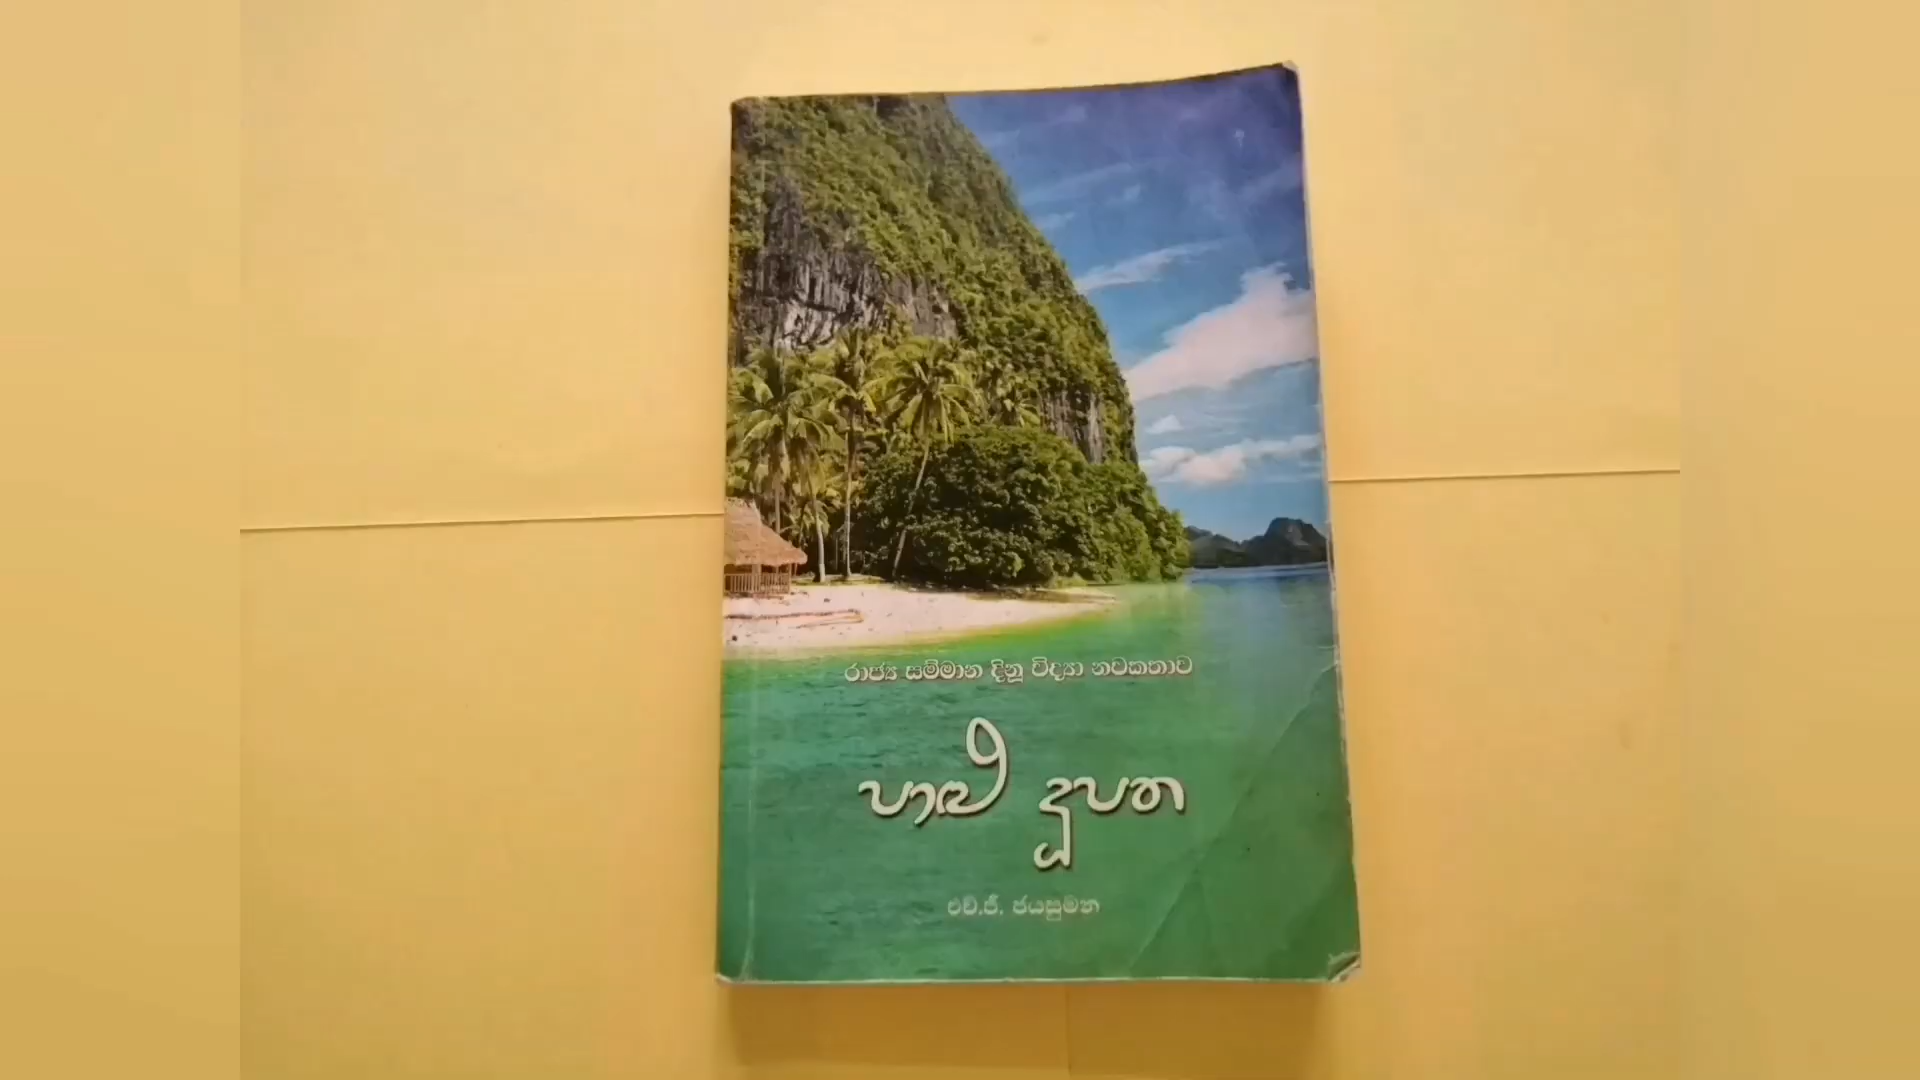 රාජ්‍ය සම්මාන දිනූ විද්‍යා නවකතාව
පාළු දූපත
එච්.ජී. ජයසුමන